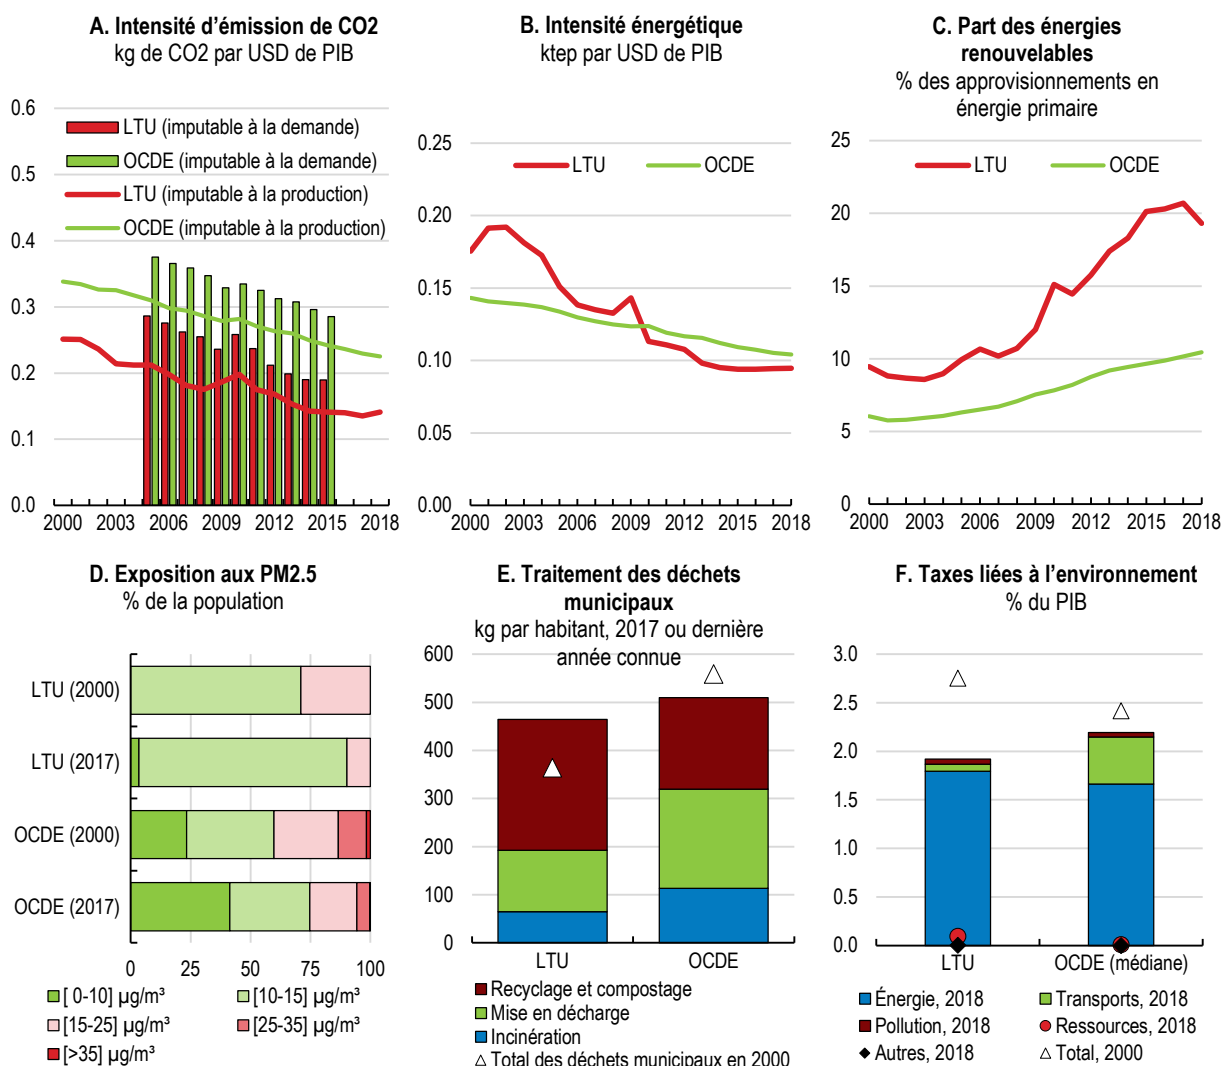 A. Intensité d'émission de CO2
kg de CO2 par USD de PIB
0.6
0.5
0.4
0.3
0.2
0.1
0.0
LTU (imputable à la demande)
OCDE (imputable à la demande)
LTU (imputable à la production)
OCDE (imputable à la production)
2000 2003 2006 2009 2012 2015 2018
B. Intensité énergétique
ktep par USD de PIB
0.25
0.20
0.15
0.10
0.05
0.00
LTU OCDE
2000 2003 2006 2009 2012 2015 2018
C. Part des énergies
renouvelables
% des approvisionnements en
énergie primaire
25
20
15
10
5
0
LTU OCDE
2000 2003 2006 2009 2012 2015 2018
D. Exposition aux PM2.5
% de la population
LTU (2000)
LTU (2017)
OCDE (2000)
OCDE (2017)
0 25 50 75 100
[ 0-10] µg/m³ [10-15] µg/m³
[15-25] µg/m³ [25-35] µg/m³
[>35] µg/m³
E. Traitement des déchets
municipaux
kg par habitant, 2017 ou dernière
année connue
600
500
400
300
200
100
0
LTU OCDE
Recyclage et compostage
Mise en décharge
Incinération
Total des déchets municipaux en 2000
F. Taxes liées à l'environnement
% du PIB
3.0
2.5
2.0
1.5
1.0
0.5
0.0
LTU OCDE (médiane)
Énergie, 2018 Transports, 2018
Pollution, 2018 Ressources, 2018
Autres, 2018 Total, 2000